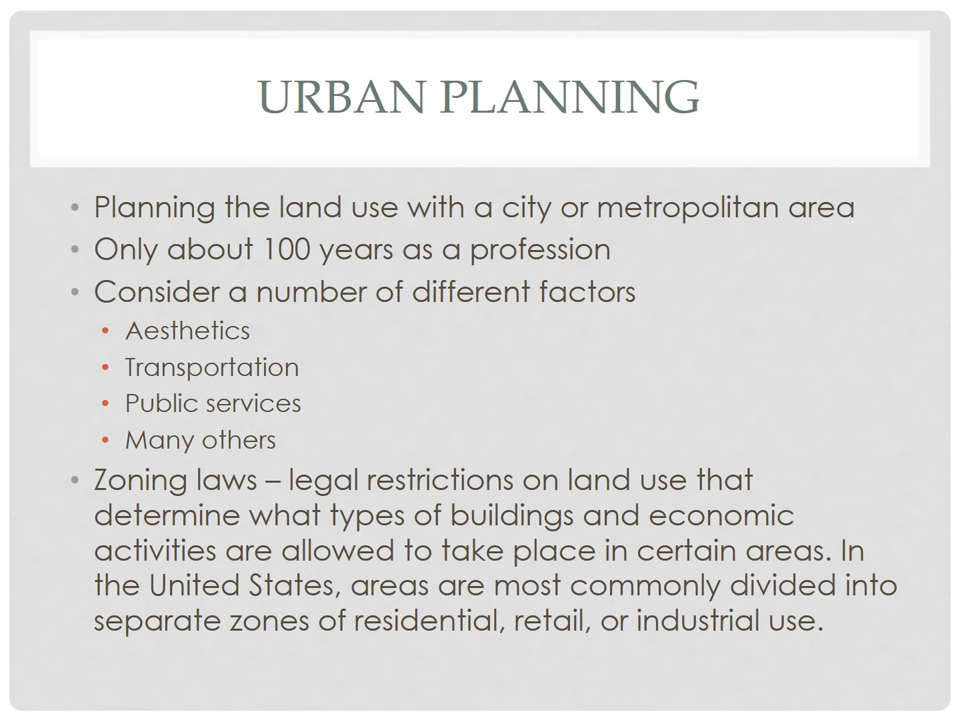 URBAN PLANNING
• Planning the land use with a city or metropolitan area
• Only about 100 years as a profession
• Consider a number of different factors
• Aesthetics
• Transportation
• Public services
• Many others
• Zoning laws – legal restrictions on land use that
determine what types of buildings and economic
activities are allowed to take place in certain areas. In
the United States, areas are most commonly divided into
separate zones of residential, retail, or industrial use.